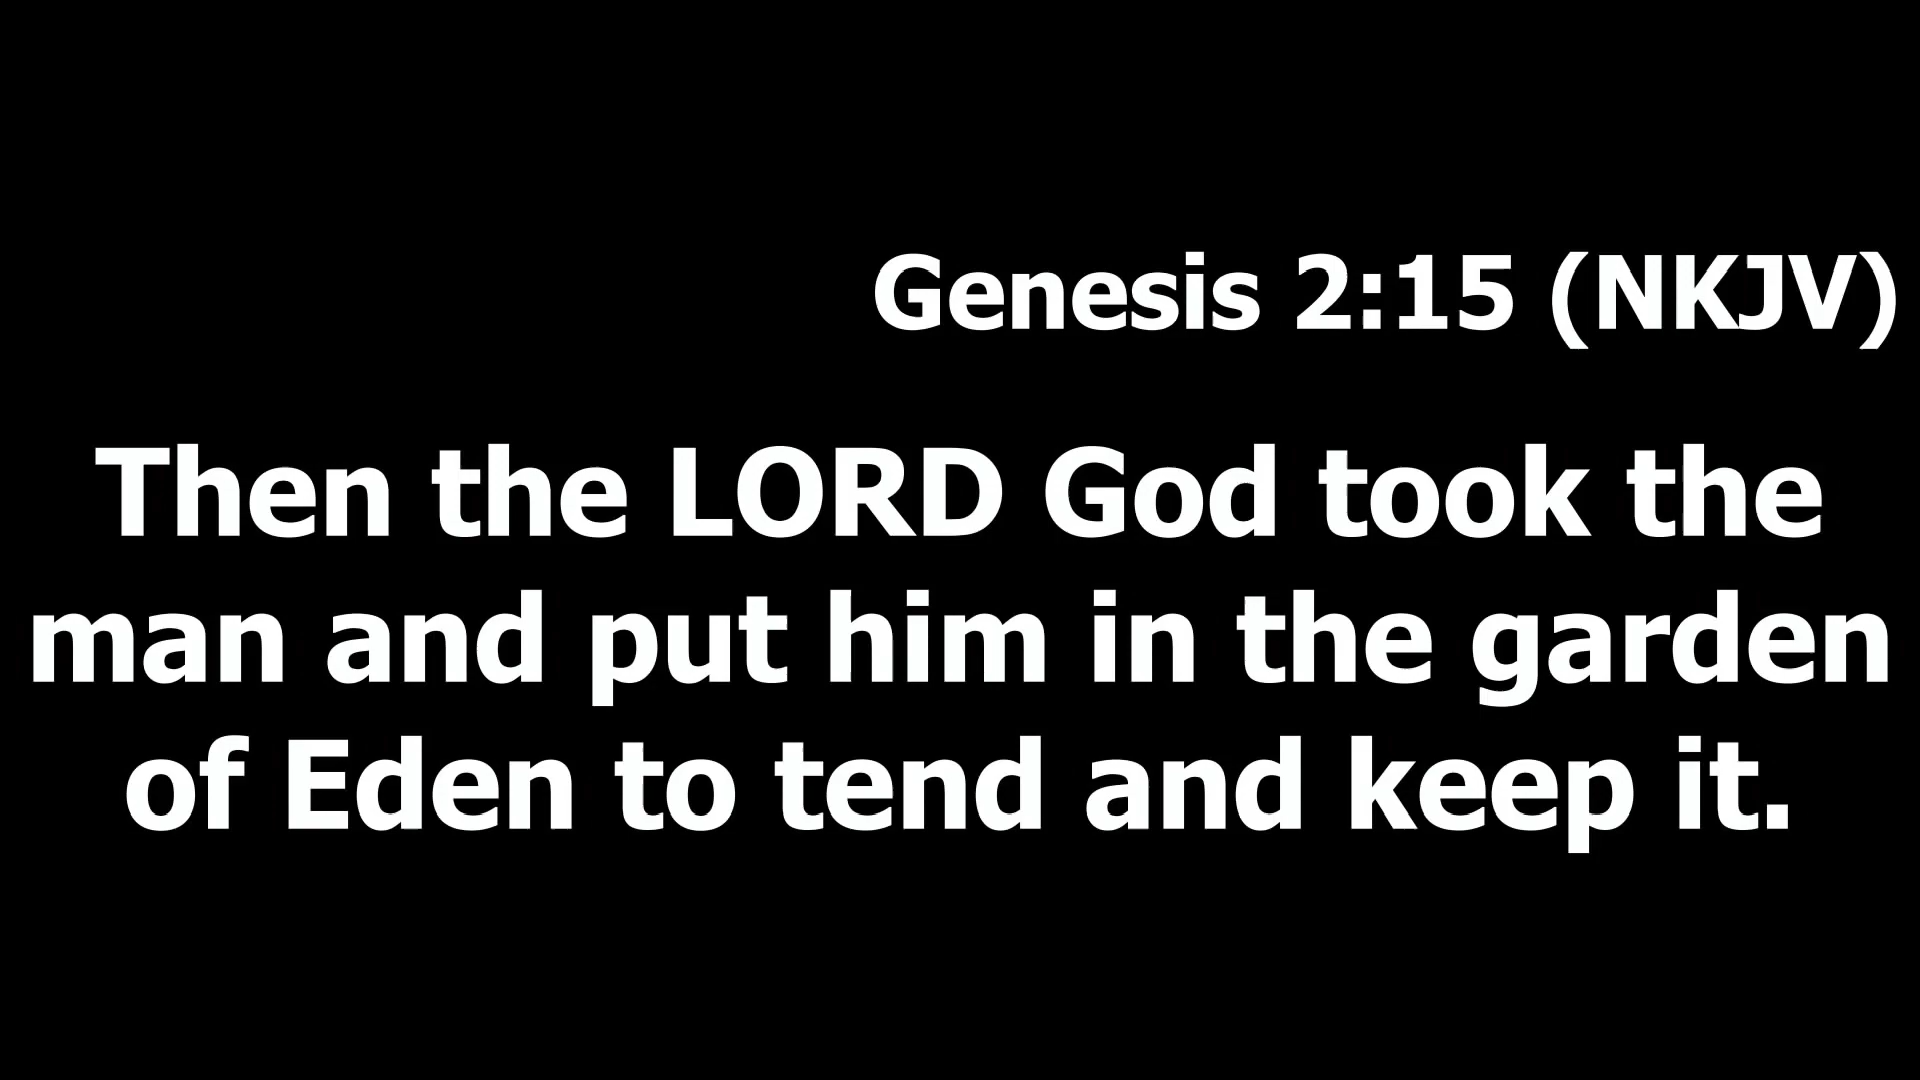 Genesis 2:15 (NKJV)
Then the LORD God took the
man and put him in the garden
of Eden to tend and keep it.